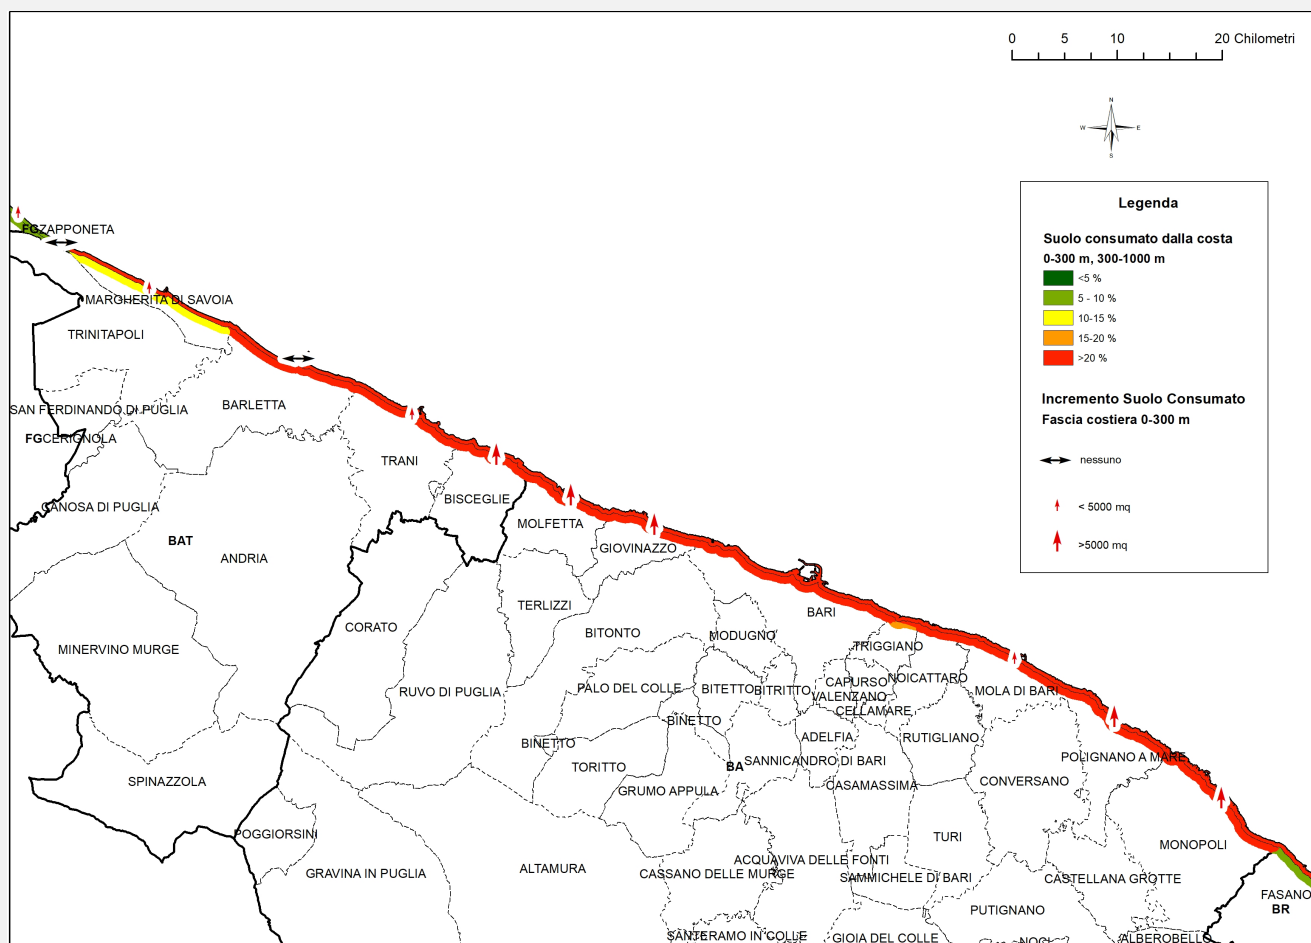 0 5 10 20 Chilometri
N
W E
S
Legenda
Suolo consumato dalla costa
0-300 m, 300-1000 m
<5 %
5 - 10 %
10-15 %
15-20 %
>20 %
Incremento Suolo Consumato
Fascia costiera 0-300 m
nessuno
< 5000 mq
>5000 mq
FGZAPPONETA
MARGHERITA DI SAVOIA
TRINITAPOLI
SAN FERDINANDO DI PUGLIA
BARLETTA
FGCERIGNOLA
TRANI
BISCEGLIE
CANOSA DI PUGLIA
MOLFETTA
BAT
GIOVINAZZO
ANDRIA
TERLIZZI
BARI
CORATO
BITONTO
MODUGNO
MINERVINO MURGE
TRIGGIANO
RUVO DI PUGLIA
PALO DEL COLLE
BITETTO
BITRITTO
CAPURSO
NOICATTARO
VALENZANO
MOLA DI BARI
CELLAMARE
BINETTO
BINETTO
ADELFIA
RUTIGLIANO
TORITTO
BA
SANNICANDRO DI BARI
POLIGNANO A MARE
SPINAZZOLA
GRUMO APPULA
CASAMASSIMA
CONVERSANO
POGGIORSINI
TURI
MONOPOLI
GRAVINA IN PUGLIA
ALTAMURA
ACQUAVIVA DELLE FONTI
CASSANO DELLE MURGE
SAMMICHELE DI BARI
CASTELLANA GROTTE
FASANO
BR
PUTIGNANO
SANTERAMO IN COLLE
GIOIA DEL COLLE
NOCI
ALBEROBELLO